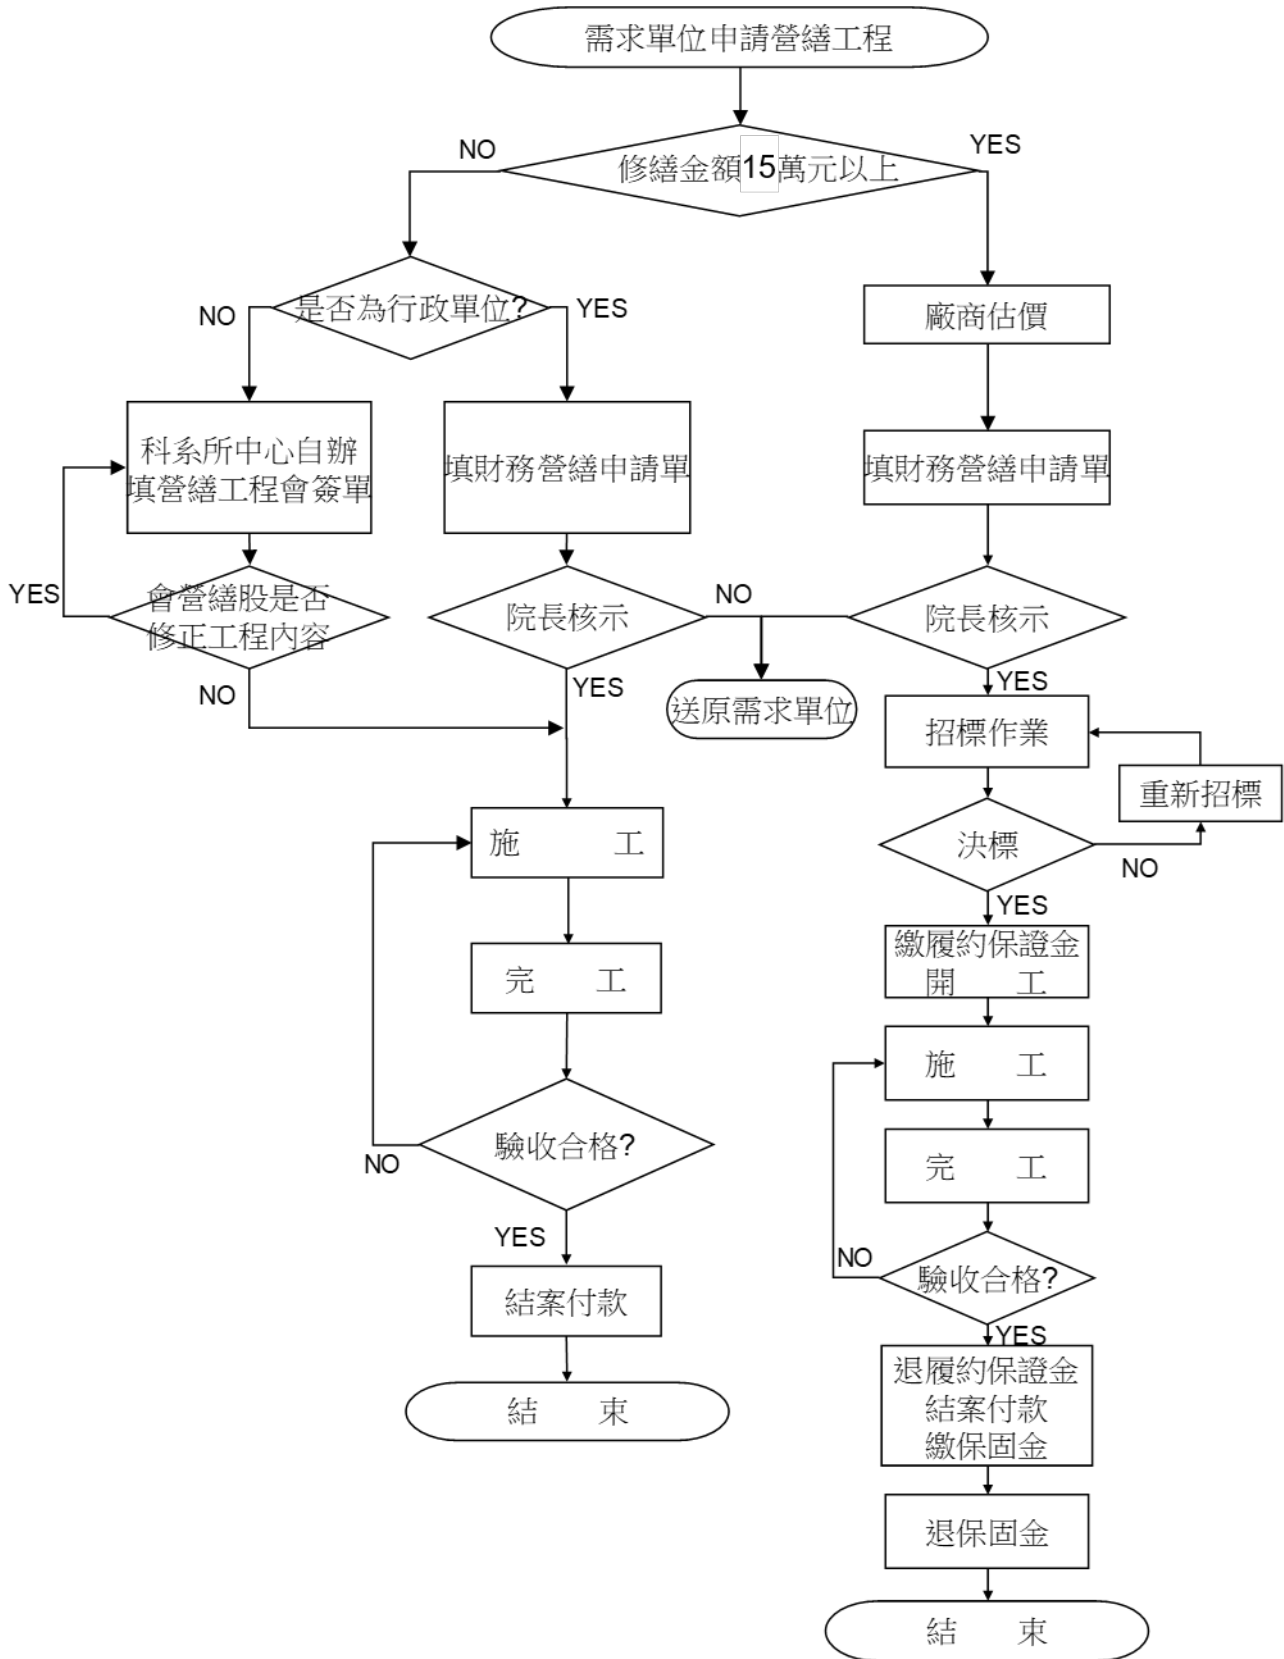 需求單位申請營繕工程
NO
YES
修繕金額15萬元以上
NO
是否為行政單位?
YES
廠商估價
科系所中心自辦
填營繕工程會簽單
填財務營繕申請單
填財務營繕申請單
YES
會營繕股是否
修正工程內容
院長核示
NO
院長核示
NO
YES
送原需求單位
YES
招標作業
重新招標
施 工
決標
NO
YES
繳履約保證金
開 工
完 工
施 工
驗收合格?
NO
完 工
YES
NO
驗收合格?
結案付款
YES
退履約保證金
結案付款
繳保固金
結 束
退保固金
結 束